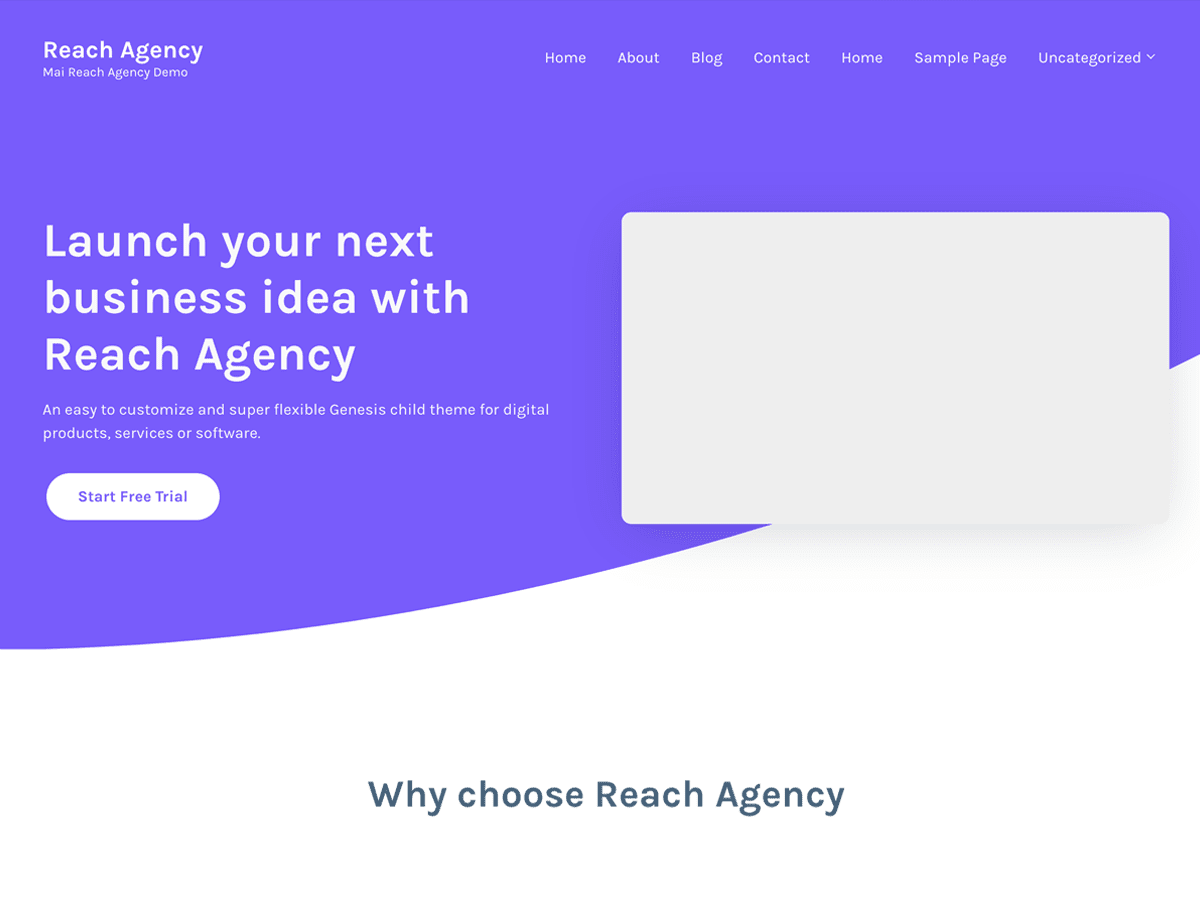 Reach Agency
Mai Reach Agency Demo
Home About Blog Contact Home Sample Page Uncategorized
Launch your next
business idea with
Reach Agency
An easy to customize and super flexible Genesis child theme for digital
products, services or software.
Start Free Trial
Why choose Reach Agency